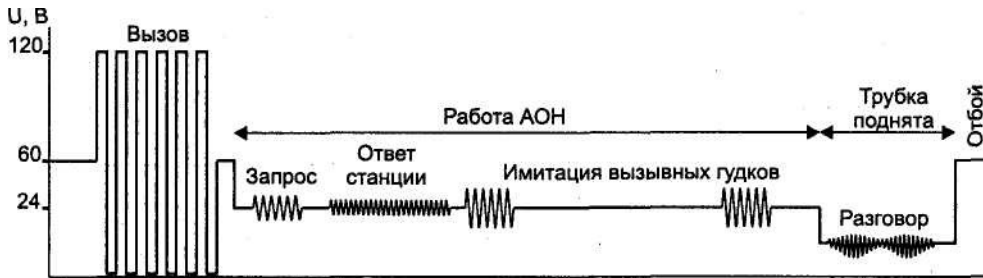 U, В
120
60
24
Вызов
Работа АОН
Трубка
поднята
Отбой
Запрос
Ответ
станции
Имитация вызывных гудков
Разговор